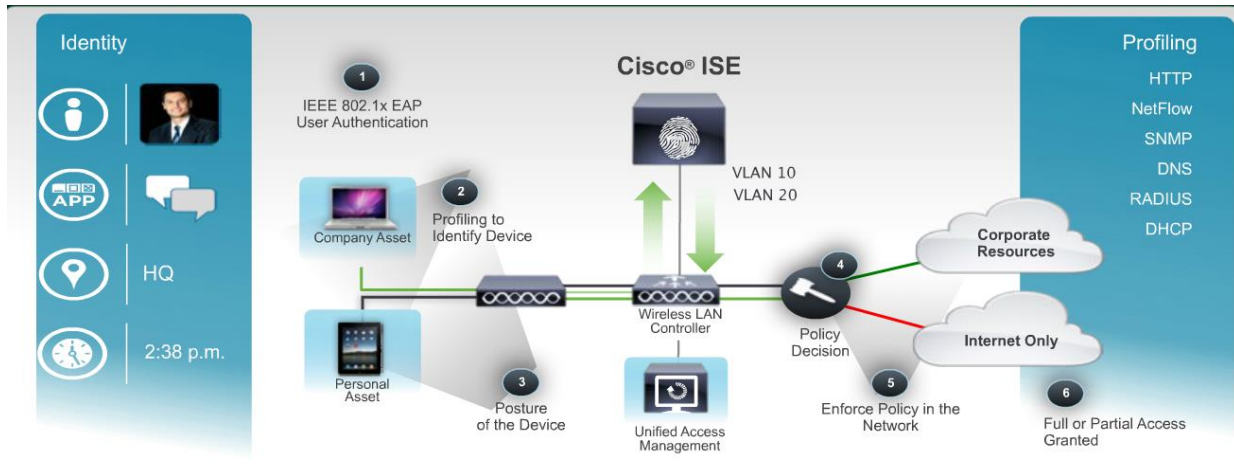 Identity
APP
HQ
2:38 p.m.
1
IEEE 802.1x EAP
User Authentication
Company Asset
2
Profiling to
Identify Device
Personal
Asset
3
Posture
of the Device
Cisco® ISE
VLAN 10
VLAN 20
Wireless LAN
Controller
Unified Access
Management
4
Policy
Decision
5
Enforce Policy in the
Network
Corporate
Resources
Internet Only
6
Full or Partial Access
Granted
Profiling
HTTP
NetFlow
SNMP
DNS
RADIUS
DHCP